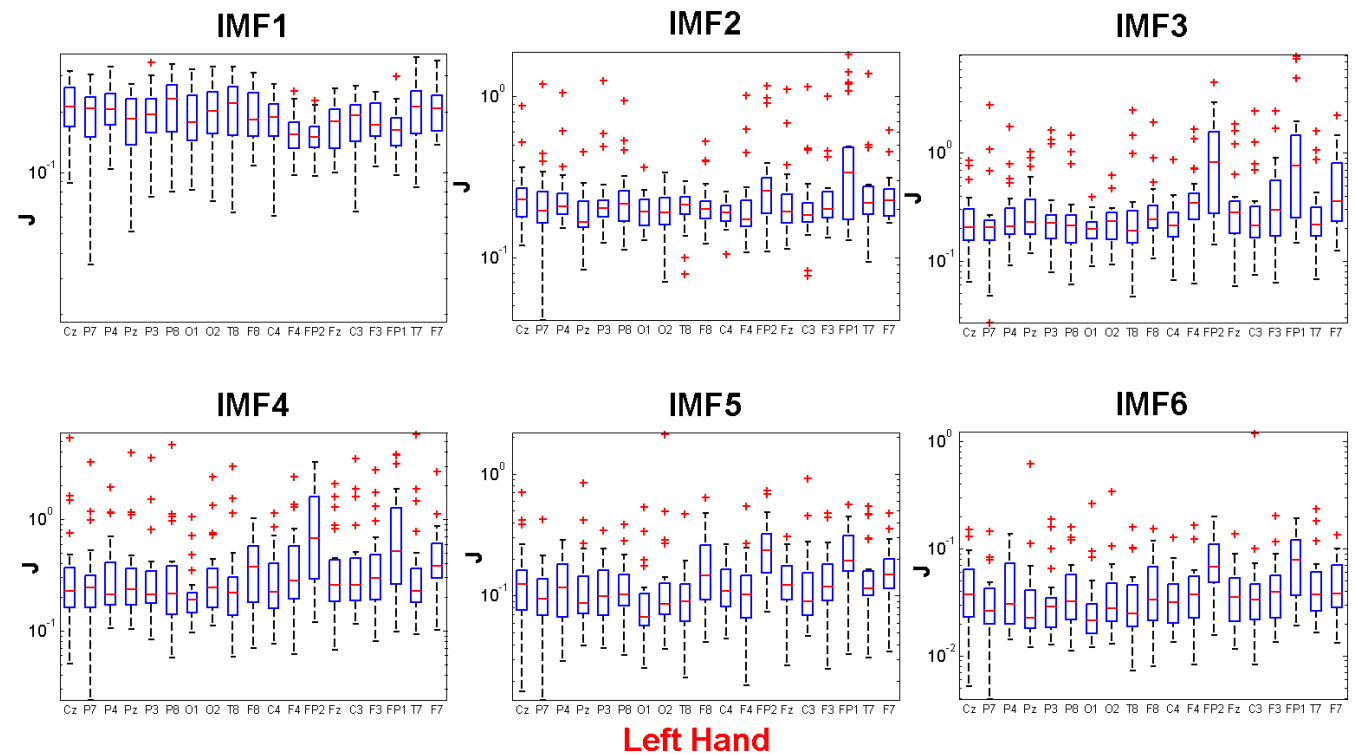 IMF1 IMF2 IMF3
10⁻¹
J
Cz P7 P4 Pz P3 P8 O1 O2 T8 F8 C4 F4 FP2 Fz C3 F3 FP1 T7 F7
10⁰
10⁻¹
J
Cz P7 P4 Pz P3 P8 O1 O2 T8 F8 C4 F4 FP2 Fz C3 F3 FP1 T7 F7
10⁰
10⁻¹
J
Cz P7 P4 Pz P3 P8 O1 O2 T8 F8 C4 F4 FP2 Fz C3 F3 FP1 T7 F7
IMF4 IMF5 IMF6
10⁰
10⁻¹
J
Cz P7 P4 Pz P3 P8 O1 O2 T8 F8 C4 F4 FP2 Fz C3 F3 FP1 T7 F7
10⁰
10⁻¹
J
Cz P7 P4 Pz P3 P8 O1 O2 T8 F8 C4 F4 FP2 Fz C3 F3 FP1 T7 F7
10⁰
10⁻¹
10⁻²
J
Cz P7 P4 Pz P3 P8 O1 O2 T8 F8 C4 F4 FP2 Fz C3 F3 FP1 T7 F7
Left Hand